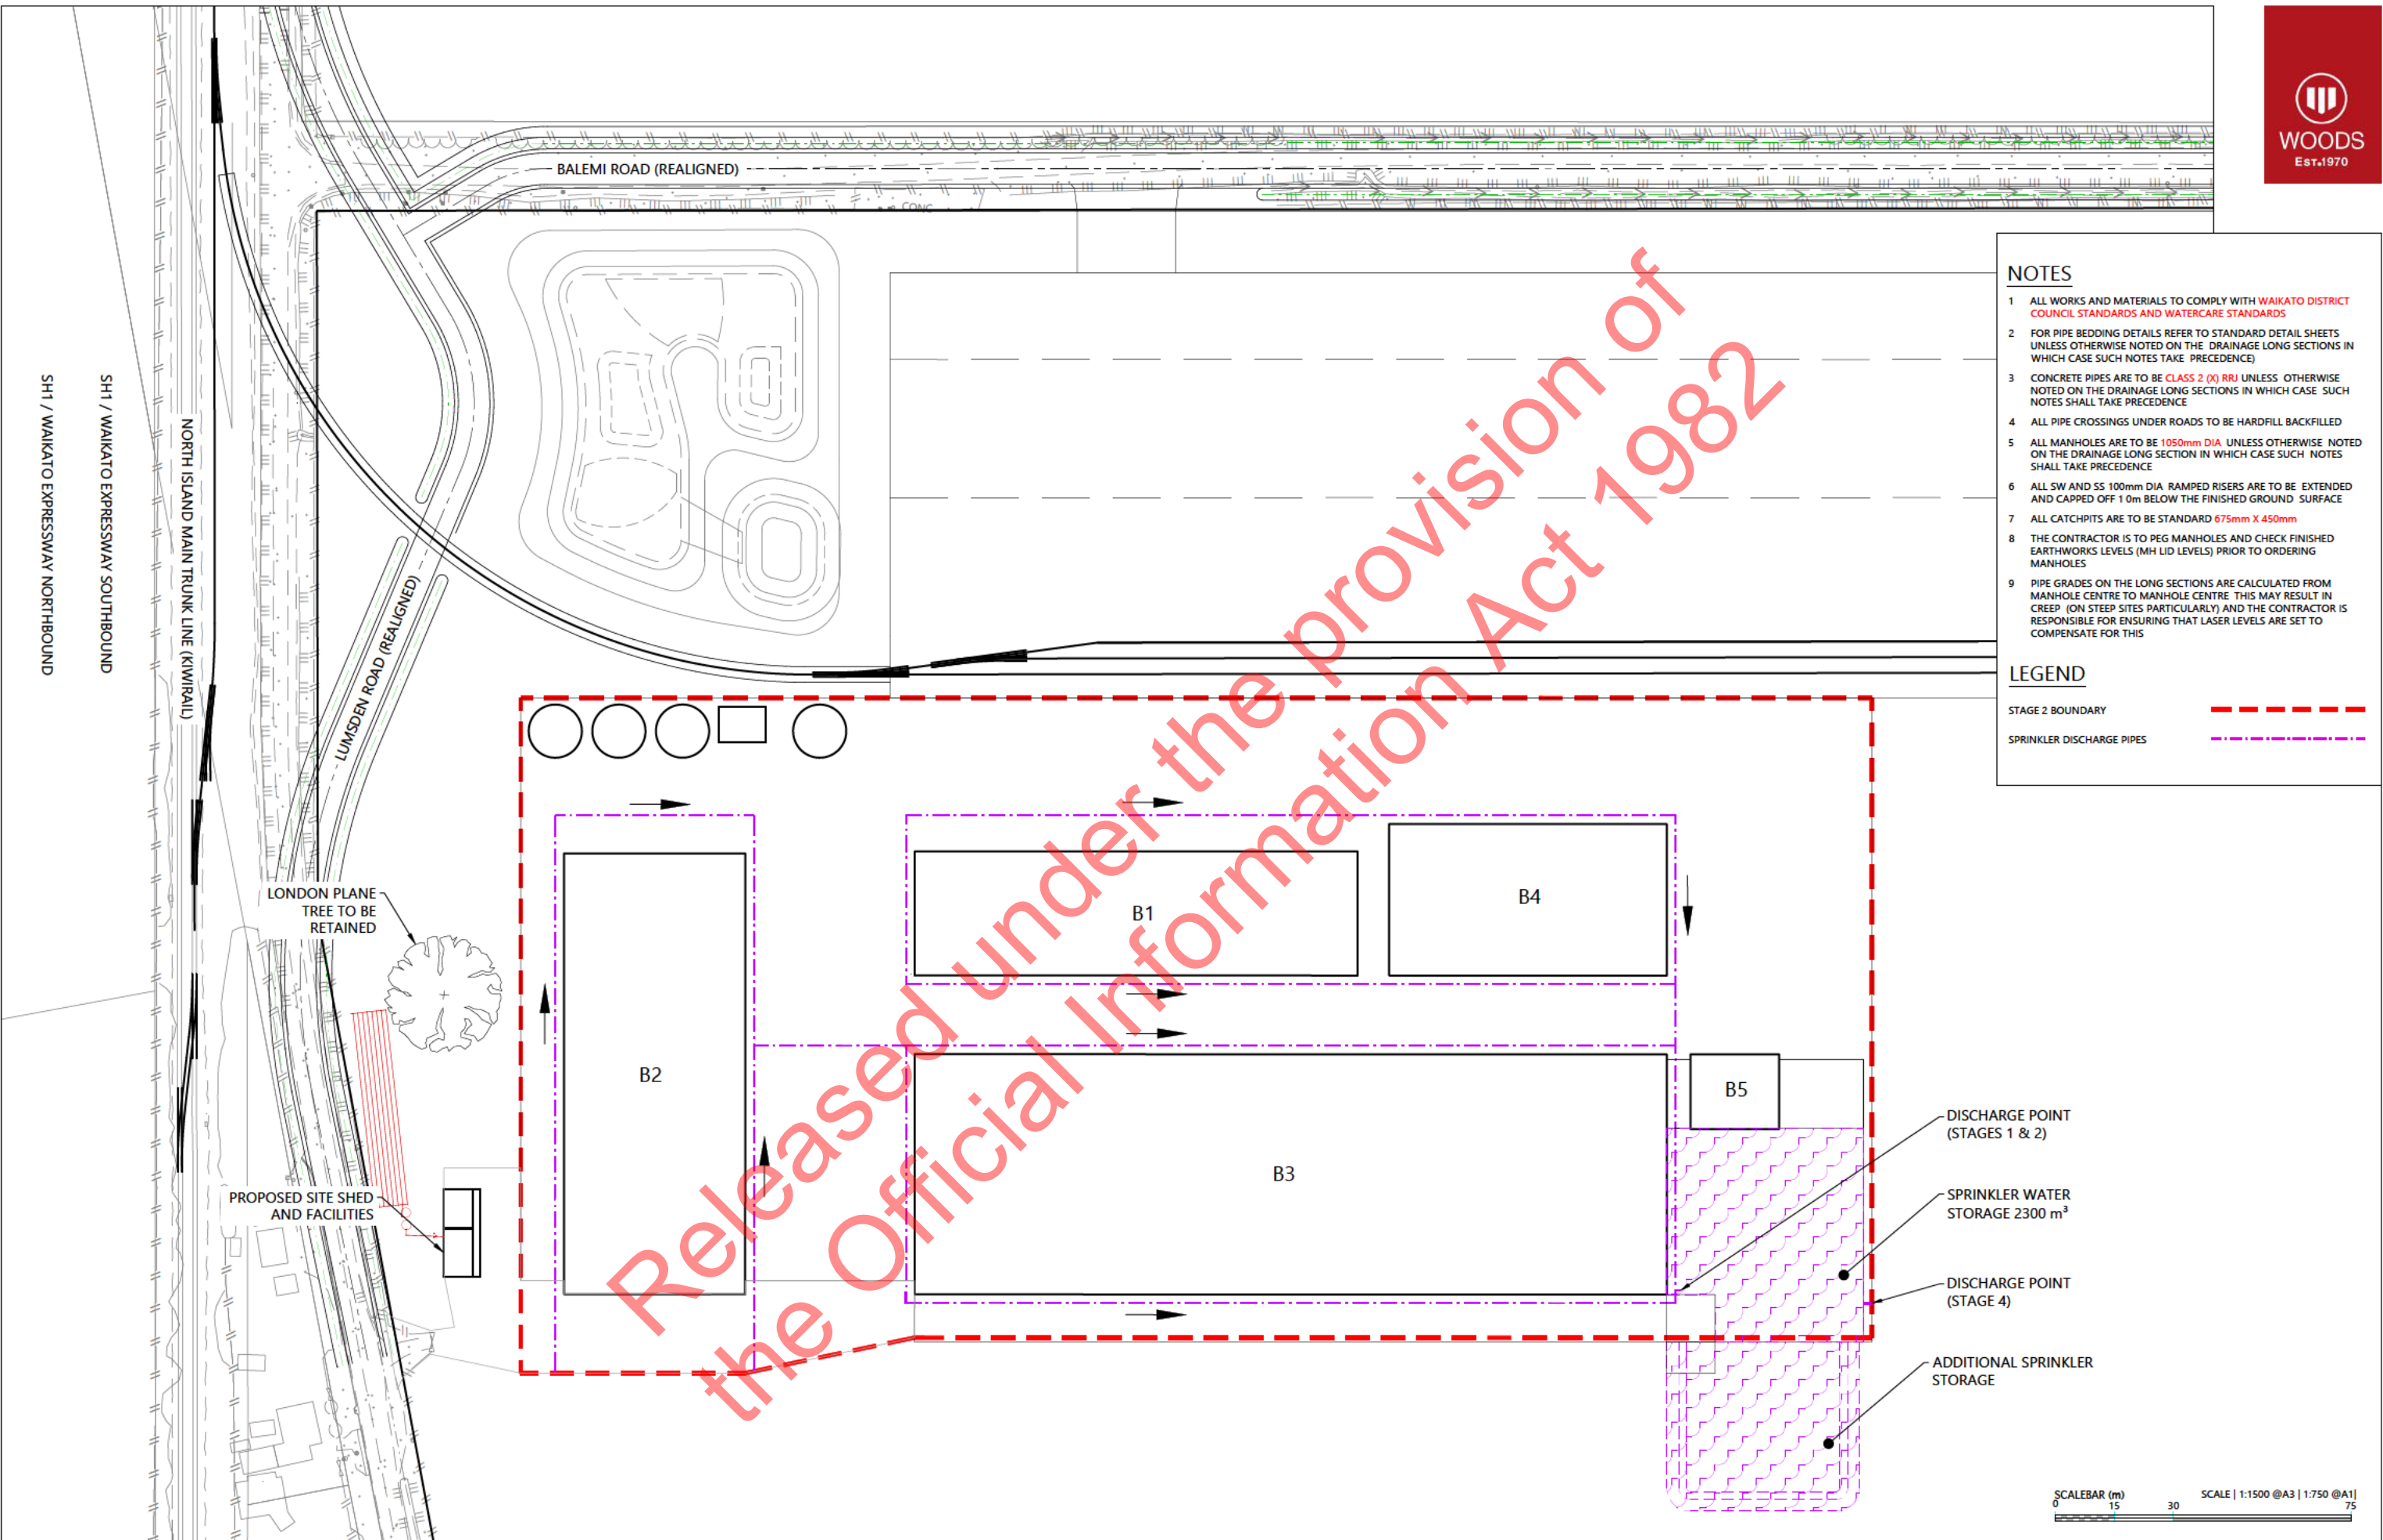 WOODS
EST.1970
BALEMI ROAD (REALIGNED)
CONC
SH1 / WAIKATO EXPRESSWAY NORTHBOUND
SH1 / WAIKATO EXPRESSWAY SOUTHBOUND
NORTH ISLAND MAIN TRUNK LINE (KIWIRAIL)
LUMSDEN ROAD (REALIGNED)
NOTES
1 ALL WORKS AND MATERIALS TO COMPLY WITH WAIKATO DISTRICT
COUNCIL STANDARDS AND WATERCARE STANDARDS
2 FOR PIPE BEDDING DETAILS REFER TO STANDARD DETAIL SHEETS
UNLESS OTHERWISE NOTED ON THE DRAINAGE LONG SECTIONS IN
WHICH CASE SUCH NOTES TAKE PRECEDENCE)
3 CONCRETE PIPES ARE TO BE CLASS 2 (X) RRJ UNLESS OTHERWISE
NOTED ON THE DRAINAGE LONG SECTIONS IN WHICH CASE SUCH
NOTES SHALL TAKE PRECEDENCE
4 ALL PIPE CROSSINGS UNDER ROADS TO BE HARDFILL BACKFILLED
5 ALL MANHOLES ARE TO BE 1050mm DIA UNLESS OTHERWISE NOTED
ON THE DRAINAGE LONG SECTION IN WHICH CASE SUCH NOTES
SHALL TAKE PRECEDENCE
6 ALL SW AND SS 100mm DIA RAMPED RISERS ARE TO BE EXTENDED
AND CAPPED OFF 1 0m BELOW THE FINISHED GROUND SURFACE
7 ALL CATCHPITS ARE TO BE STANDARD 675mm X 450mm
8 THE CONTRACTOR IS TO PEG MANHOLES AND CHECK FINISHED
EARTHWORKS LEVELS (MH LID LEVELS) PRIOR TO ORDERING
MANHOLES
9 PIPE GRADES ON THE LONG SECTIONS ARE CALCULATED FROM
MANHOLE CENTRE TO MANHOLE CENTRE THIS MAY RESULT IN
CREEP (ON STEEP SITES PARTICULARLY) AND THE CONTRACTOR IS
RESPONSIBLE FOR ENSURING THAT LASER LEVELS ARE SET TO
COMPENSATE FOR THIS
LEGEND
STAGE 2 BOUNDARY
SPRINKLER DISCHARGE PIPES
LONDON PLANE
TREE TO BE
RETAINED
PROPOSED SITE SHED
AND FACILITIES
B1
B4
B2
B5
B3
DISCHARGE POINT
(STAGES 1 & 2)
SPRINKLER WATER
STORAGE 2300 m³
DISCHARGE POINT
(STAGE 4)
ADDITIONAL SPRINKLER
STORAGE
Released under the provision of
the Official Information Act 1982
SCALEBAR (m)
SCALE | 1:1500 @A3 | 1:750 @A1|
0 15 30 75